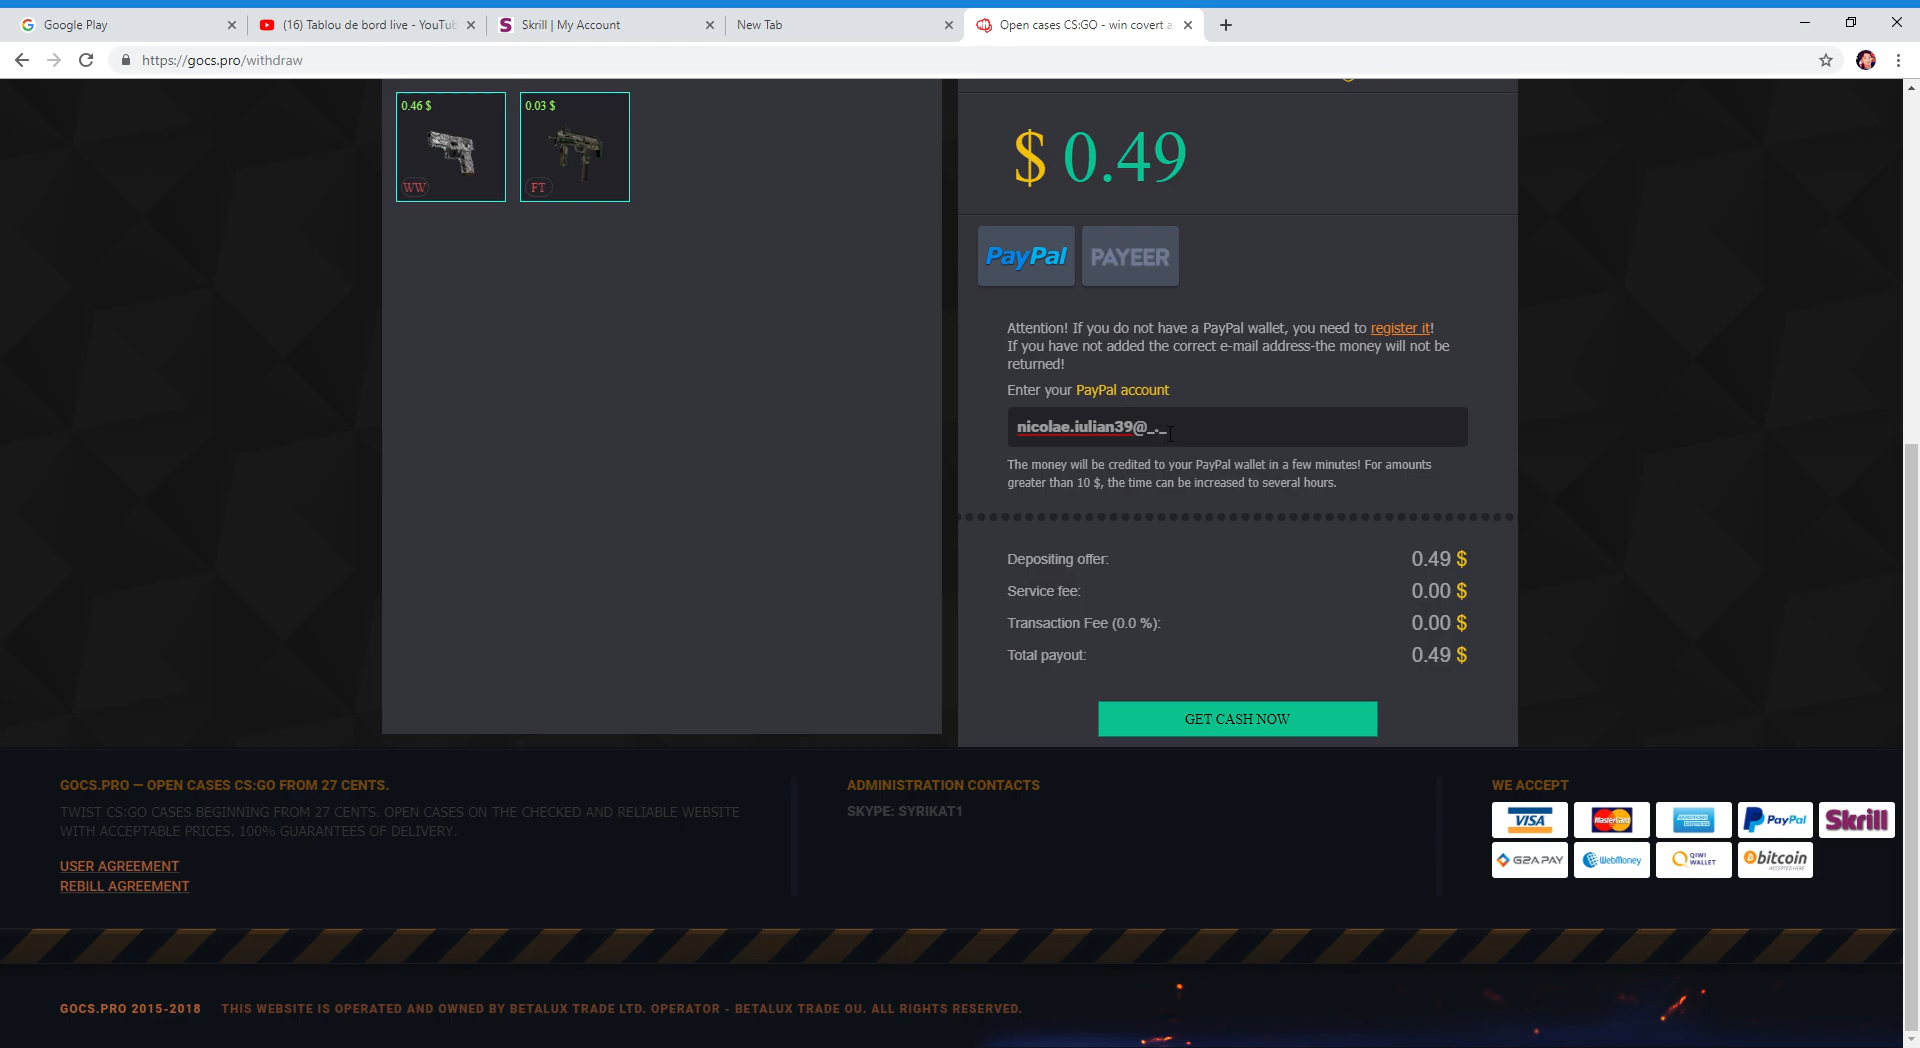 Google Play
(16) Tablou de bord live - YouTub
Skrill | My Account
New Tab
Open cases CS:GO - win covert a
https://gocs.pro/withdraw
0.46 $
0.03 $
WW
FT
$ 0.49
PayPal
PAYEER
Attention! If you do not have a PayPal wallet, you need to register it!
If you have not added the correct e-mail address-the money will not be
returned!
Enter your PayPal account
nicolae.iulian39@_._
The money will be credited to your PayPal wallet in a few minutes! For amounts
greater than 10 $, the time can be increased to several hours.
Depositing offer: 0.49 $
Service fee: 0.00 $
Transaction Fee (0.0 %): 0.00 $
Total payout: 0.49 $
GET CASH NOW
GOCS.PRO — OPEN CASES CS:GO FROM 27 CENTS.
TWIST CS:GO CASES BEGINNING FROM 27 CENTS. OPEN CASES ON THE CHECKED AND RELIABLE WEBSITE
WITH ACCEPTABLE PRICES. 100% GUARANTEES OF DELIVERY.
USER AGREEMENT
REBILL AGREEMENT
ADMINISTRATION CONTACTS
SKYPE: SYRIKAT1
WE ACCEPT
VISA
MasterCard
PayPal
Skrill
G2A PAY
WebMoney
QIWI WALLET
bitcoin
ACCEPTED HERE
GOCS.PRO 2015-2018 THIS WEBSITE IS OPERATED AND OWNED BY BETALUX TRADE LTD. OPERATOR - BETALUX TRADE OU. ALL RIGHTS RESERVED.